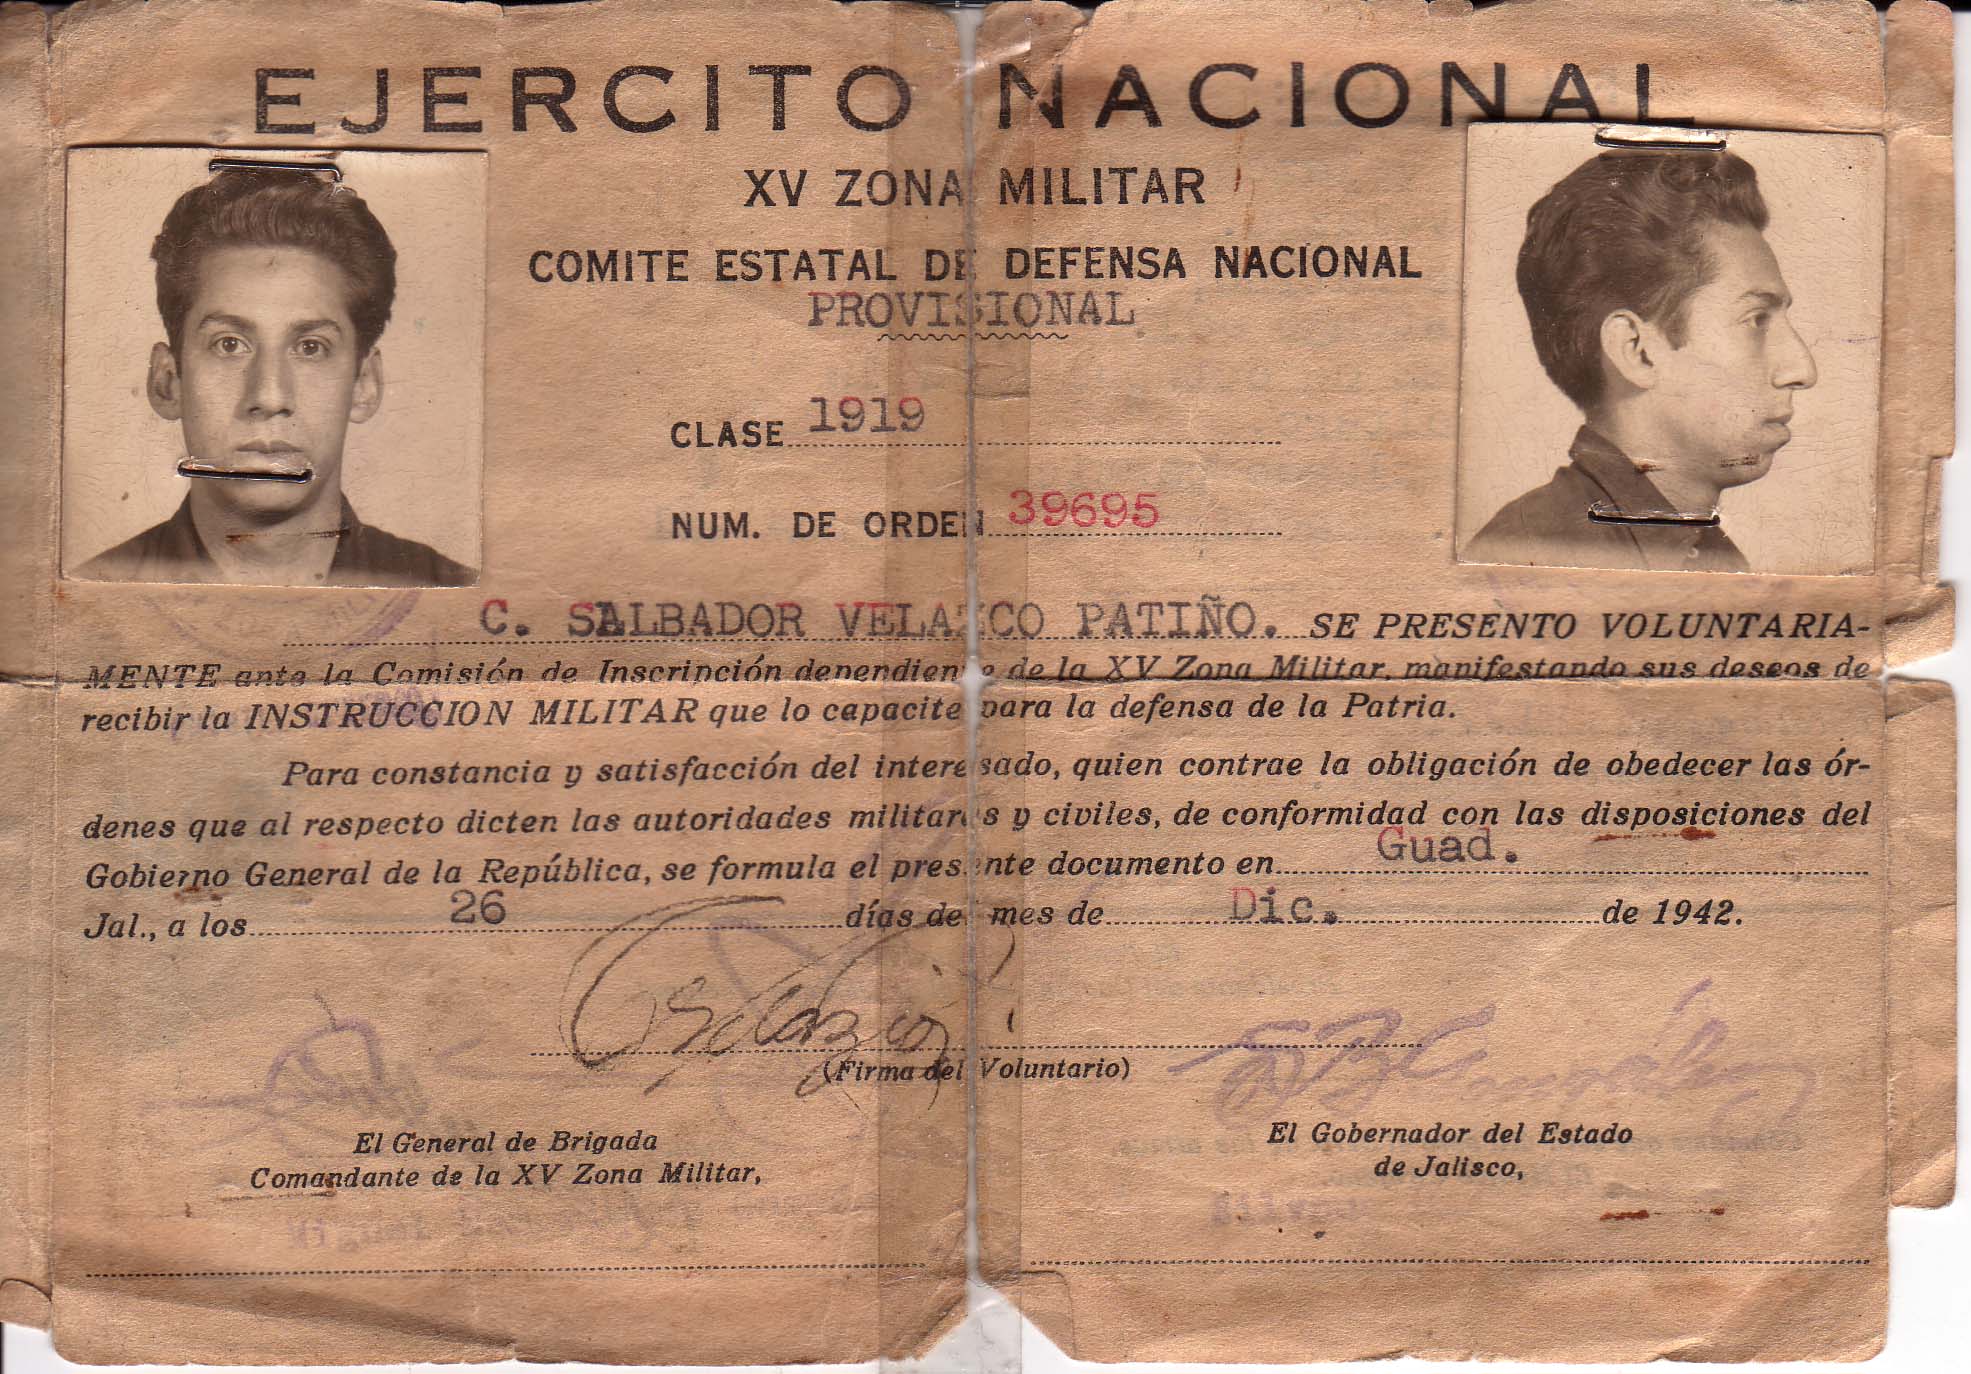 EJERCITO NACIONAL
XV ZONA MILITAR
COMITE ESTATAL DE DEFENSA NACIONAL
PROVISIONAL
CLASE 1919
NUM. DE ORDEN 39695
C. SALBADOR VELAZCO PATIÑO. SE PRESENTO VOLUNTARIA-
MENTE ante la Comisión de Inscripción dependiente de la XV Zona Militar, manifestando sus deseos de
recibir la INSTRUCCION MILITAR que lo capacite para la defensa de la Patria.
Para constancia y satisfacción del interesado, quien contrae la obligación de obedecer las ór-
denes que al respecto dicten las autoridades militares y civiles, de conformidad con las disposiciones del
Gobierno General de la República, se formula el presente documento en Guad.
Jal., a los 26 días del mes de Dic. de 1942.
(Firma del Voluntario)
El General de Brigada
Comandante de la XV Zona Militar,
El Gobernador del Estado
de Jalisco,